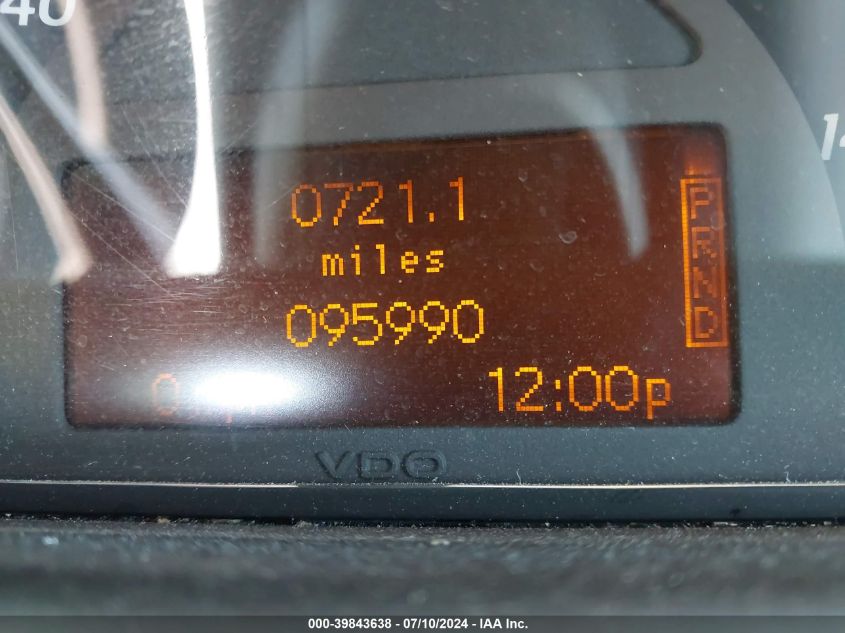 40
0721.1
miles
095990
12:00p
P
R
N
D
VDO
000-39843638 - 07/10/2024 - IAA Inc.